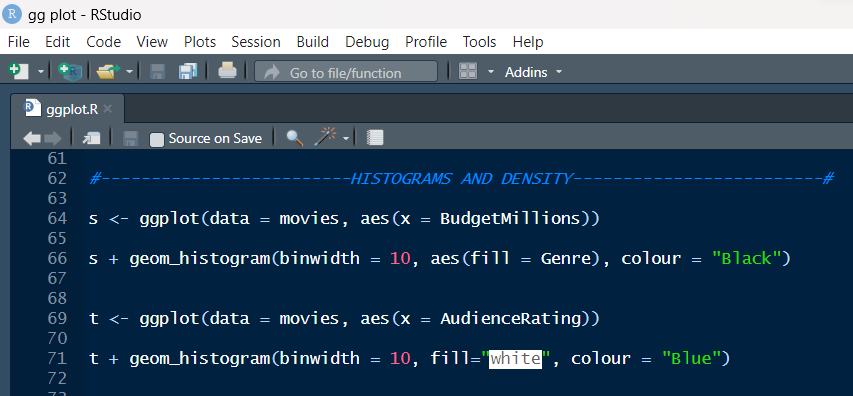 R gg plot - RStudio
File Edit Code View Plots Session Build Debug Profile Tools Help
Go to file/function Addins
ggplot.R
Source on Save
61
62 #-------------------------HISTOGRAMS AND DENSITY-------------------------#
63
64 s <- ggplot(data = movies, aes(x = BudgetMillions))
65
66 s + geom_histogram(binwidth = 10, aes(fill = Genre), colour = "Black")
67
68
69 t <- ggplot(data = movies, aes(x = AudienceRating))
70
71 t + geom_histogram(binwidth = 10, fill="white", colour = "Blue")
72